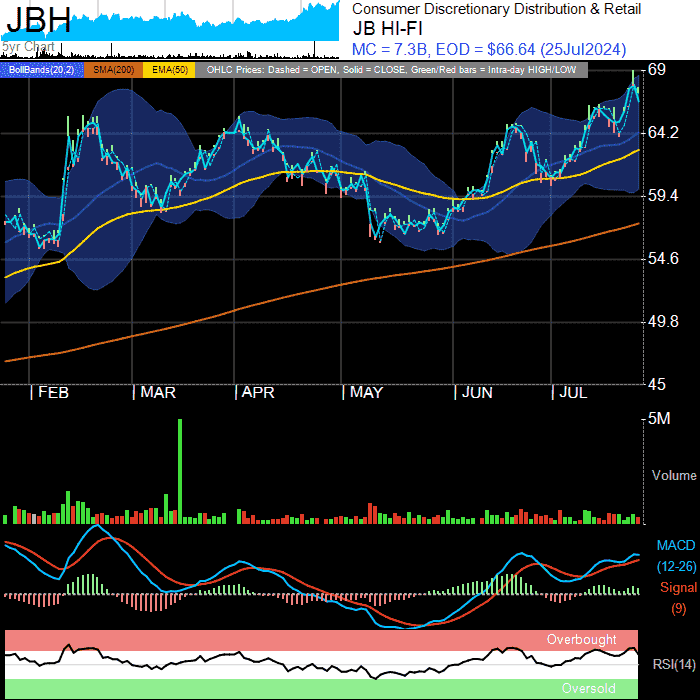 JBH
5yr Chart
Consumer Discretionary Distribution & Retail
JB HI-FI
MC = 7.3B, EOD = $66.64 (25Jul2024)
BollBands(20,2) SMA(200) EMA(50) OHLC Prices: Dashed = OPEN, Solid = CLOSE, Green/Red bars = Intra-day HIGH/LOW
69
64.2
59.4
54.6
49.8
45
| FEB | MAR | APR | MAY | JUN | JUL
5M
Volume
MACD
(12-26)
Signal
(9)
Overbought
RSI(14)
Oversold